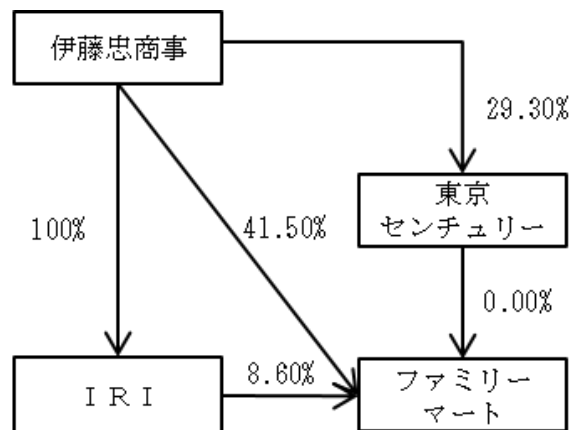 伊藤忠商事
29.30%
東京
センチュリー
100%
41.50%
0.00%
ＩＲＩ
8.60%
ファミリー
マート